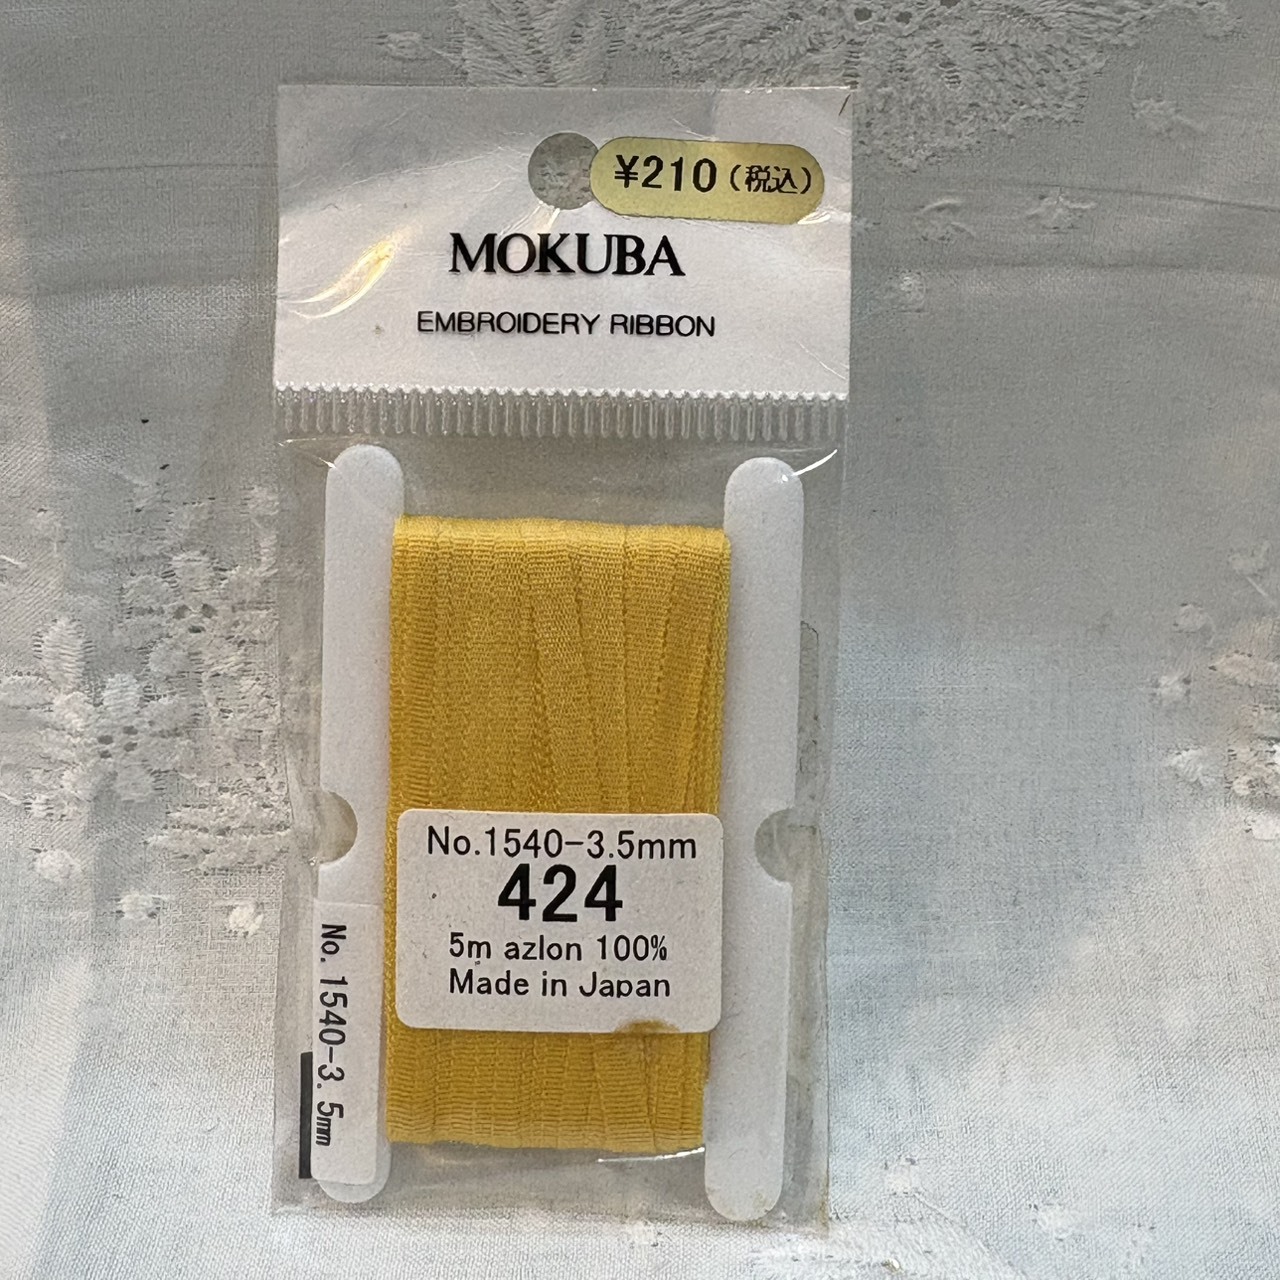 ¥210(税込)
MOKUBA
EMBROIDERY RIBBON
No.1540-3.5mm
424
5m azlon 100%
Made in Japan
No. 1540-3. 5mm